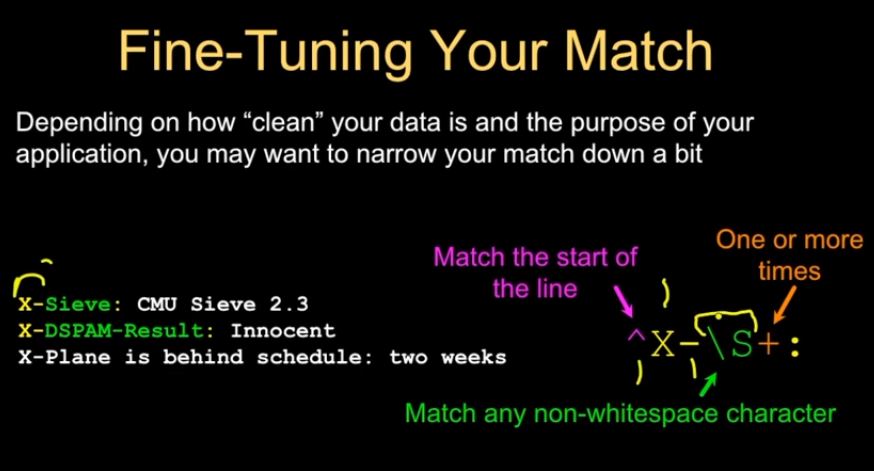 Fine-Tuning Your Match
Depending on how “clean” your data is and the purpose of your
application, you may want to narrow your match down a bit
X-Sieve: CMU Sieve 2.3
X-DSPAM-Result: Innocent
X-Plane is behind schedule: two weeks
Match the start of
the line
One or more
times
^X-\S+:
Match any non-whitespace character